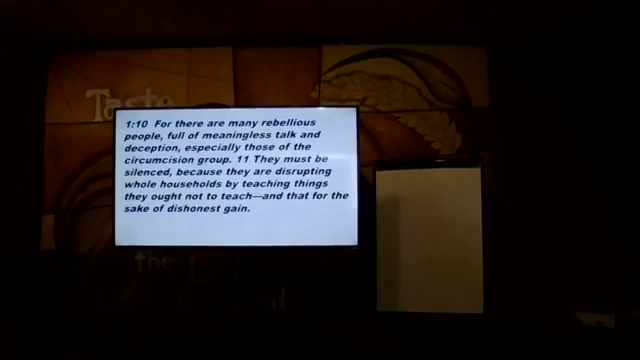 Taste
1:10 For there are many rebellious
people, full of meaningless talk and
deception, especially those of the
circumcision group. 11 They must be
silenced, because they are disrupting
whole households by teaching things
they ought not to teach—and that for the
sake of dishonest gain.
the